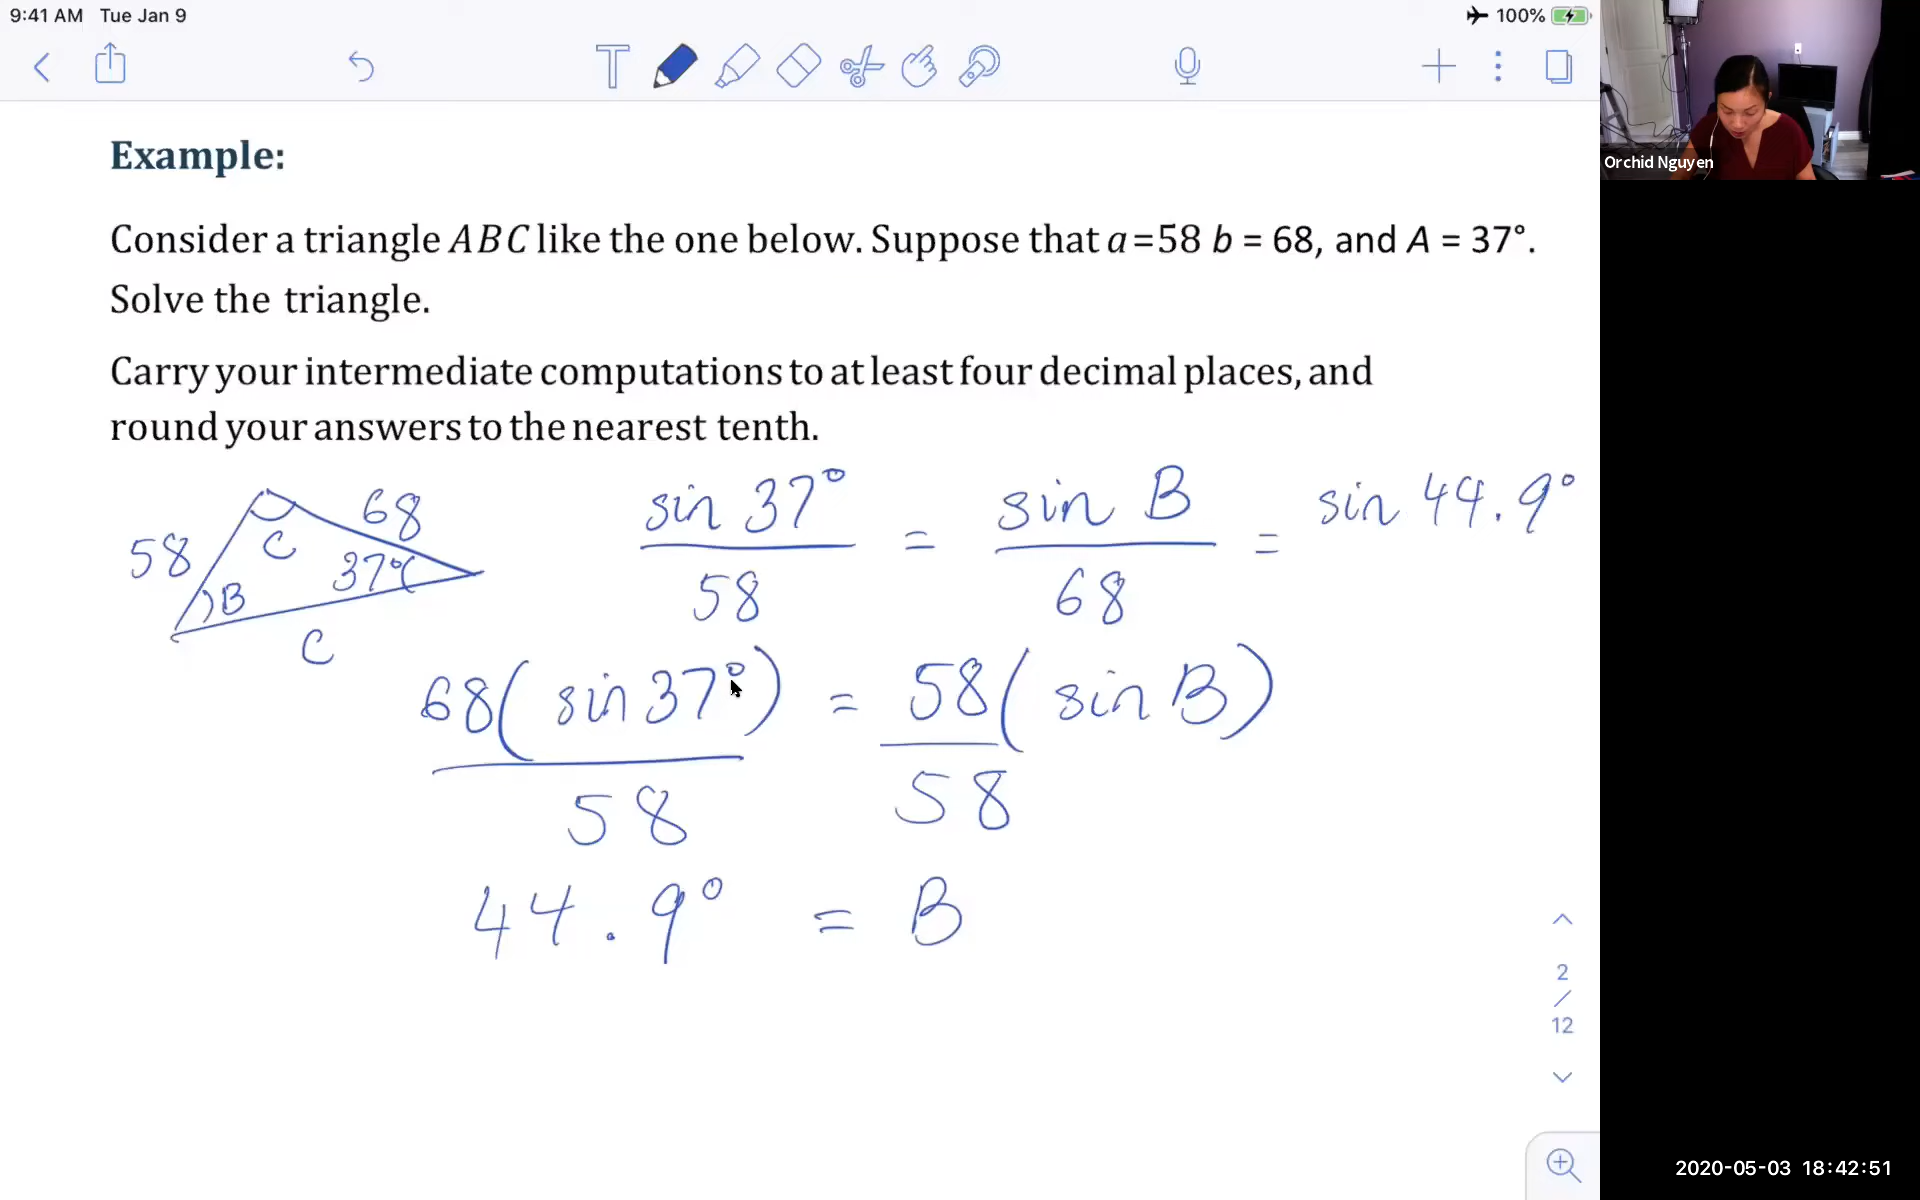 9:41 AM Tue Jan 9
100%
Orchid Nguyen
Example:
Consider a triangle ABC like the one below. Suppose that a=58 b = 68, and A = 37°.
Solve the triangle.
Carry your intermediate computations to at least four decimal places, and
round your answers to the nearest tenth.
58 68 C 37° B C
sin 37° / 58 = sin B / 68 = sin 44.9°
68( sin 37° ) / 58 = 58( sin B ) / 58
44.9° = B
2
/
12
2020-05-03 18:42:51